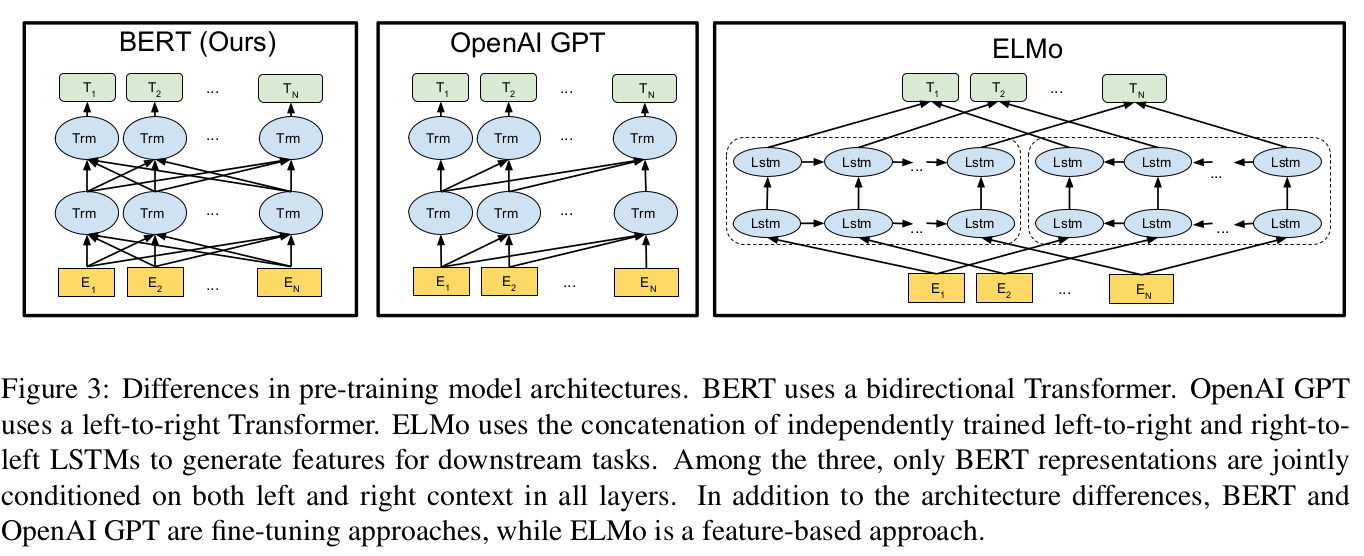 BERT (Ours)
T1 T2 ... TN
Trm Trm ... Trm
Trm Trm ... Trm
E1 E2 ... EN
OpenAI GPT
T1 T2 ... TN
Trm Trm ... Trm
Trm Trm ... Trm
E1 E2 ... EN
ELMo
T1 T2 ... TN
Lstm Lstm ... Lstm Lstm Lstm ... Lstm
Lstm Lstm ... Lstm Lstm Lstm ... Lstm
E1 E2 ... EN
Figure 3: Differences in pre-training model architectures. BERT uses a bidirectional Transformer. OpenAI GPT
uses a left-to-right Transformer. ELMo uses the concatenation of independently trained left-to-right and right-to-
left LSTMs to generate features for downstream tasks. Among the three, only BERT representations are jointly
conditioned on both left and right context in all layers. In addition to the architecture differences, BERT and
OpenAI GPT are fine-tuning approaches, while ELMo is a feature-based approach.